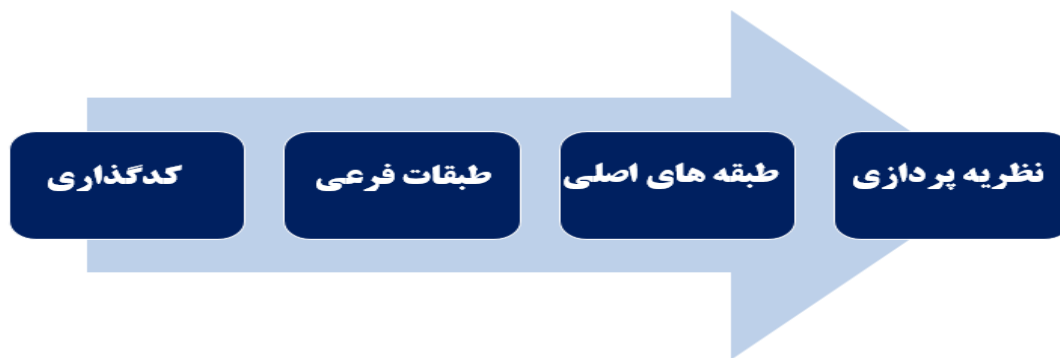 کدگذاری
طبقات فرعی
طبقه های اصلی
نظریه پردازی